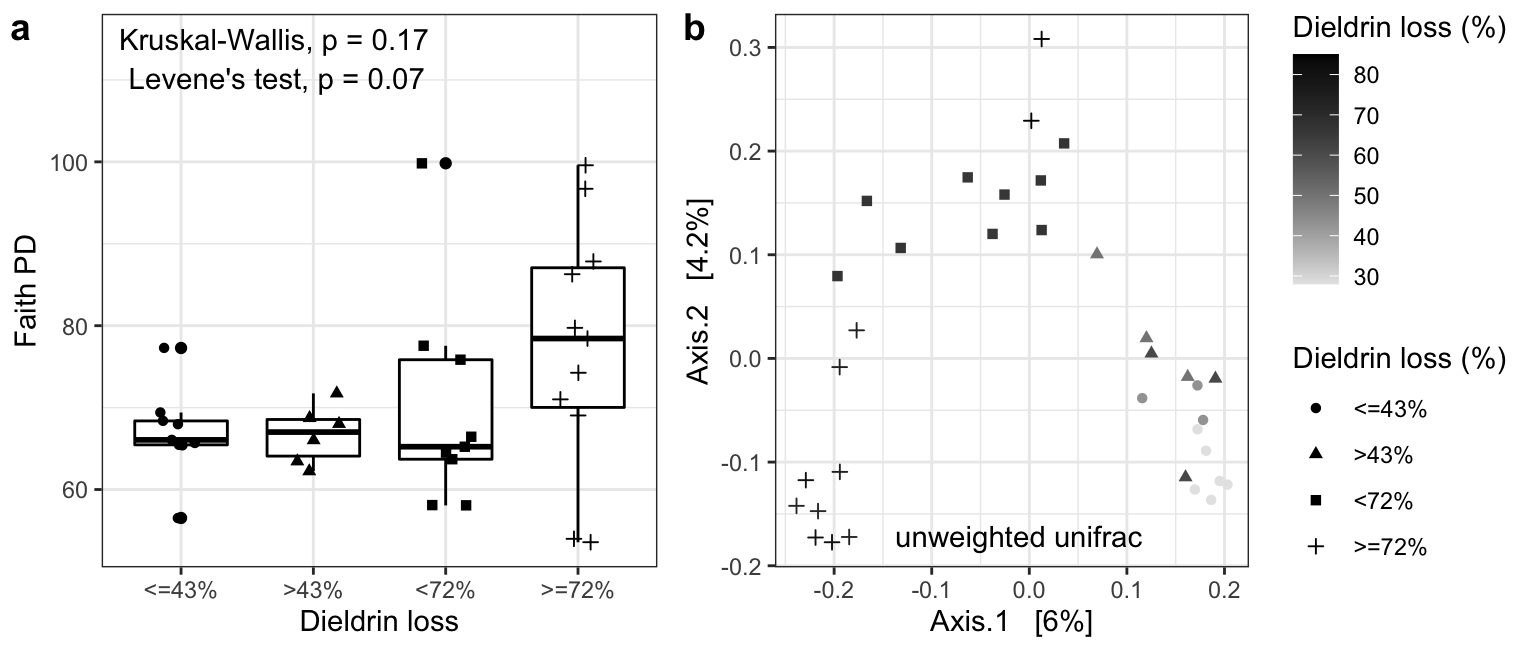 a
Kruskal-Wallis, p = 0.17
Levene's test, p = 0.07
Faith PD
100
80
60
<=43%
>43%
<72%
>=72%
Dieldrin loss
b
Axis.2 [4.2%]
0.3
0.2
0.1
0.0
-0.1
-0.2
unweighted unifrac
-0.2
-0.1
0.0
0.1
0.2
Axis.1 [6%]
Dieldrin loss (%)
80
70
60
50
40
30
Dieldrin loss (%)
<=43%
>43%
<72%
>=72%